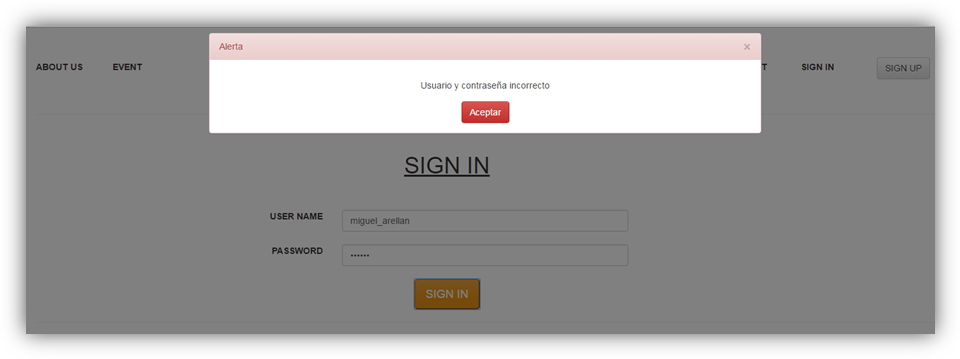 Alerta ×
ABOUT US EVENT T SIGN IN SIGN UP
Usuario y contraseña incorrecto
Aceptar
SIGN IN
USER NAME miguel_arellan
PASSWORD ••••••
SIGN IN